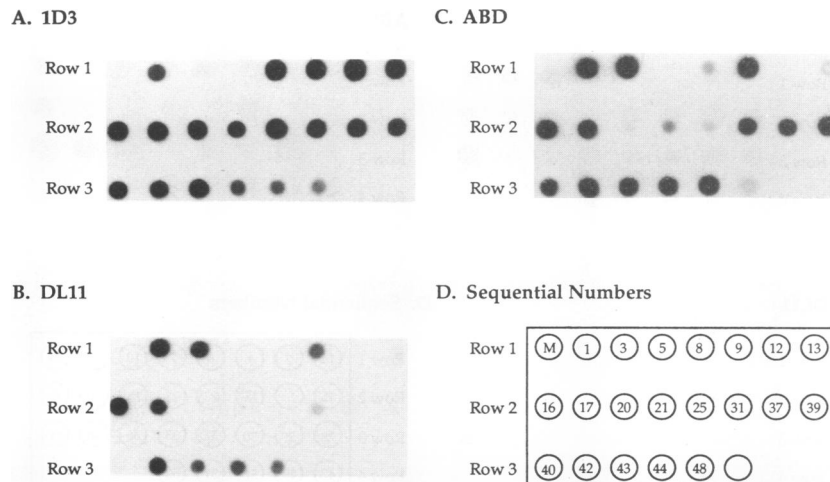 A. 1D3
Row 1
Row 2
Row 3
B. DL11
Row 1
Row 2
Row 3
C. ABD
Row 1
Row 2
Row 3
D. Sequential Numbers
Row 1 M 1 3 5 8 9 12 13
Row 2 16 17 20 21 25 31 37 39
Row 3 40 42 43 44 48